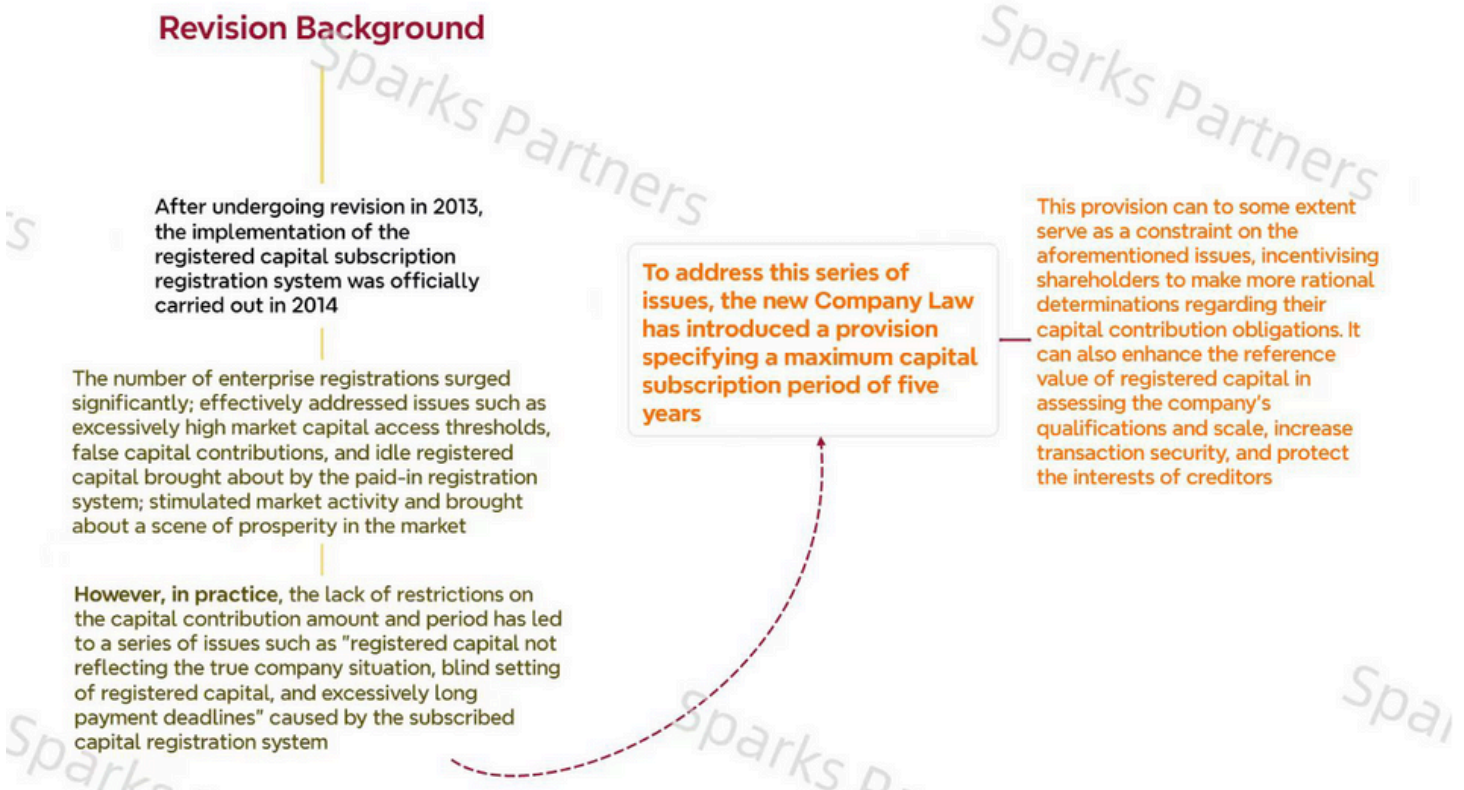 Revision Background
After undergoing revision in 2013,
the implementation of the
registered capital subscription
registration system was officially
carried out in 2014
The number of enterprise registrations surged
significantly; effectively addressed issues such as
excessively high market capital access thresholds,
false capital contributions, and idle registered
capital brought about by the paid-in registration
system; stimulated market activity and brought
about a scene of prosperity in the market
However, in practice, the lack of restrictions on
the capital contribution amount and period has led
to a series of issues such as "registered capital not
reflecting the true company situation, blind setting
of registered capital, and excessively long
payment deadlines" caused by the subscribed
capital registration system
To address this series of
issues, the new Company Law
has introduced a provision
specifying a maximum capital
subscription period of five
years
This provision can to some extent
serve as a constraint on the
aforementioned issues, incentivising
shareholders to make more rational
determinations regarding their
capital contribution obligations. It
can also enhance the reference
value of registered capital in
assessing the company's
qualifications and scale, increase
transaction security, and protect
the interests of creditors
Sparks Partners
Sparks Partners